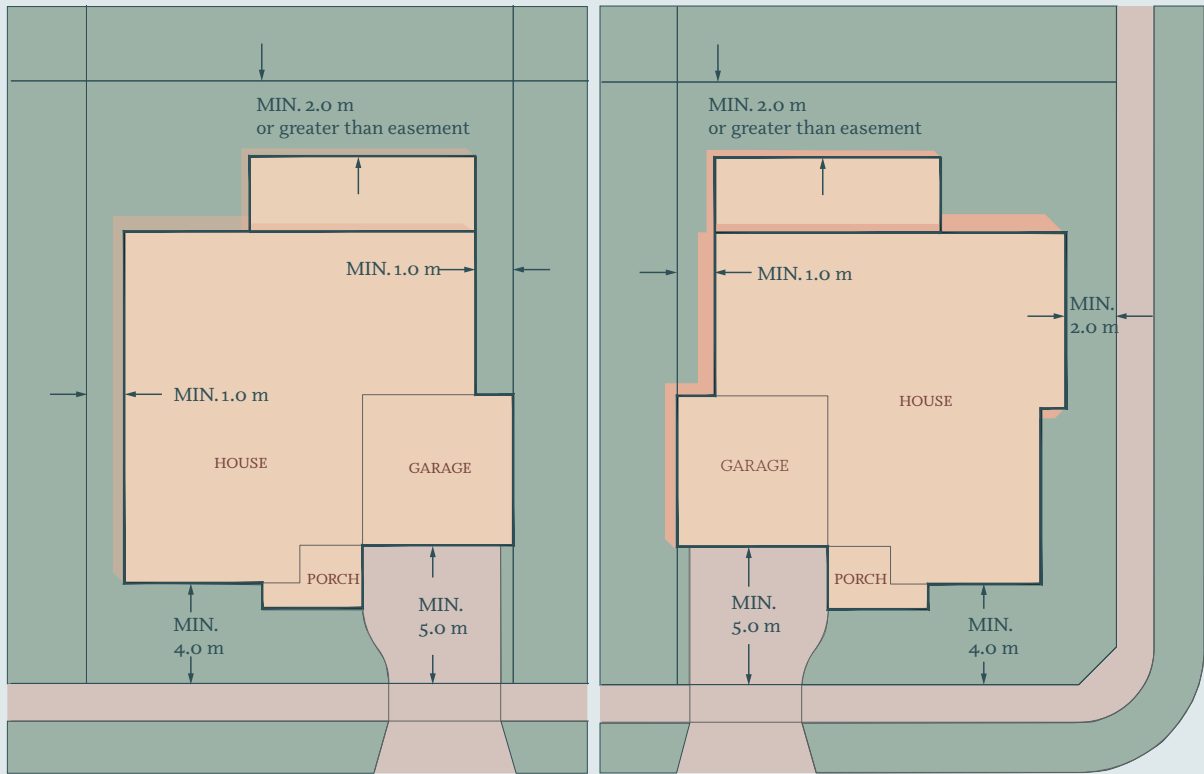 MIN. 2.0 m
or greater than easement
MIN. 1.0 m
MIN. 1.0 m
HOUSE
GARAGE
PORCH
MIN.
4.0 m
MIN.
5.0 m
MIN. 2.0 m
or greater than easement
MIN. 1.0 m
MIN.
2.0 m
HOUSE
GARAGE
PORCH
MIN.
5.0 m
MIN.
4.0 m